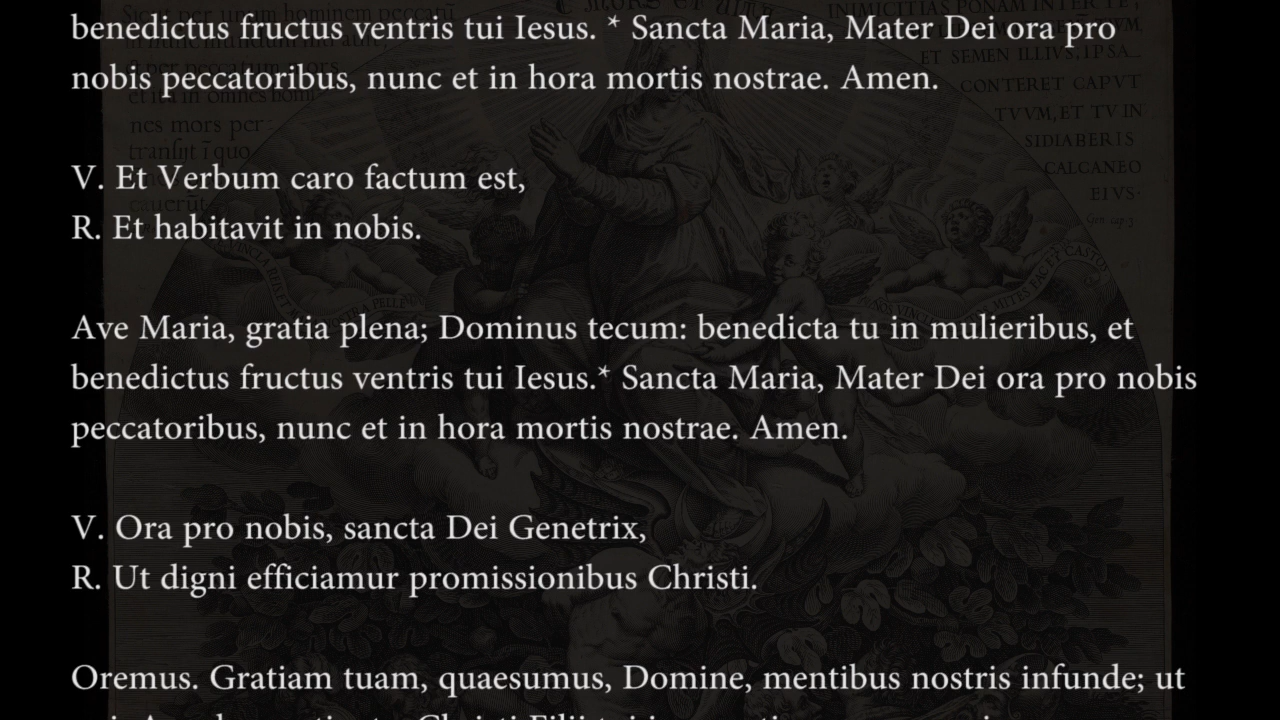 benedictus fructus ventris tui Iesus. * Sancta Maria, Mater Dei ora pro
nobis peccatoribus, nunc et in hora mortis nostrae. Amen.
V. Et Verbum caro factum est,
R. Et habitavit in nobis.
Ave Maria, gratia plena; Dominus tecum: benedicta tu in mulieribus, et
benedictus fructus ventris tui Iesus.* Sancta Maria, Mater Dei ora pro nobis
peccatoribus, nunc et in hora mortis nostrae. Amen.
V. Ora pro nobis, sancta Dei Genetrix,
R. Ut digni efficiamur promissionibus Christi.
Oremus. Gratiam tuam, quaesumus, Domine, mentibus nostris infunde; ut
INIMICITIAS PONAM INTER TE,
ET SEMEN ILLIVS, IPSA
CONTERET CAPVT
TVVM, ET TV IN
SIDIABERIS
CALCANEO
EIVS
nes mors per
transiit i quo